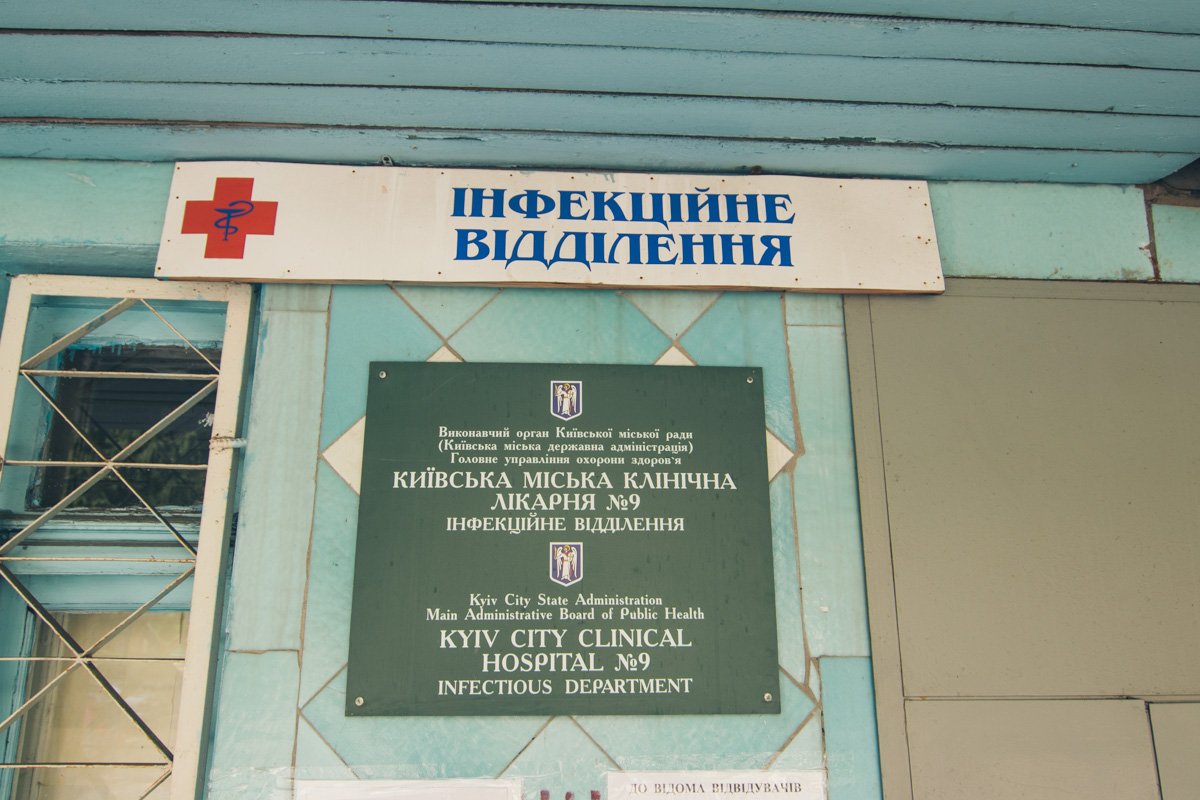 ІНФЕКЦІЙНЕ
ВІДДІЛЕННЯ
Виконавчий орган Київської міської ради
(Київська міська державна адміністрація)
Головне управління охорони здоров'я
КИЇВСЬКА МІСЬКА КЛІНІЧНА
ЛІКАРНЯ №9
ІНФЕКЦІЙНЕ ВІДДІЛЕННЯ
Kyiv City State Administration
Main Administrative Board of Public Health
KYIV CITY CLINICAL
HOSPITAL №9
INFECTIOUS DEPARTMENT
ДО ВІДОМА ВІДВІДУВАЧІВ